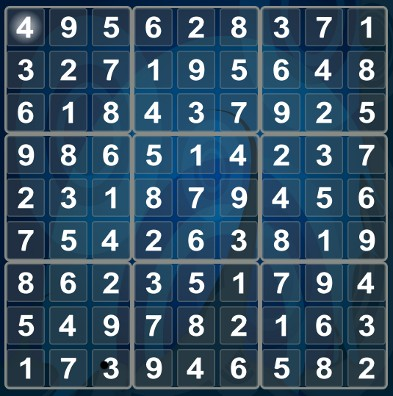 4 9 5 6 2 8 3 7 1
3 2 7 1 9 5 6 4 8
6 1 8 4 3 7 9 2 5
9 8 6 5 1 4 2 3 7
2 3 1 8 7 9 4 5 6
7 5 4 2 6 3 8 1 9
8 6 2 3 5 1 7 9 4
5 4 9 7 8 2 1 6 3
1 7 3 9 4 6 5 8 2